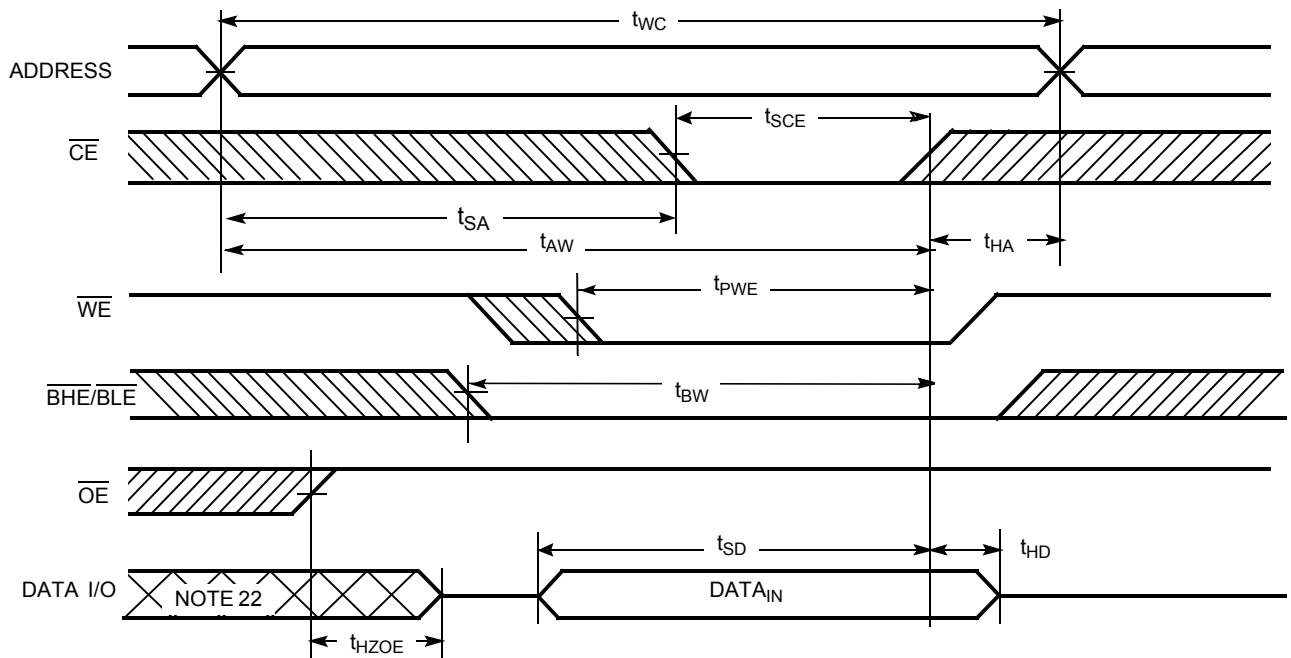 tWC
ADDRESS
tSCE
CE
tSA
tAW
tHA
WE
tPWE
BHE/BLE
tBW
OE
tSD
tHD
DATA I/O
NOTE 22
DATAIN
tHZOE